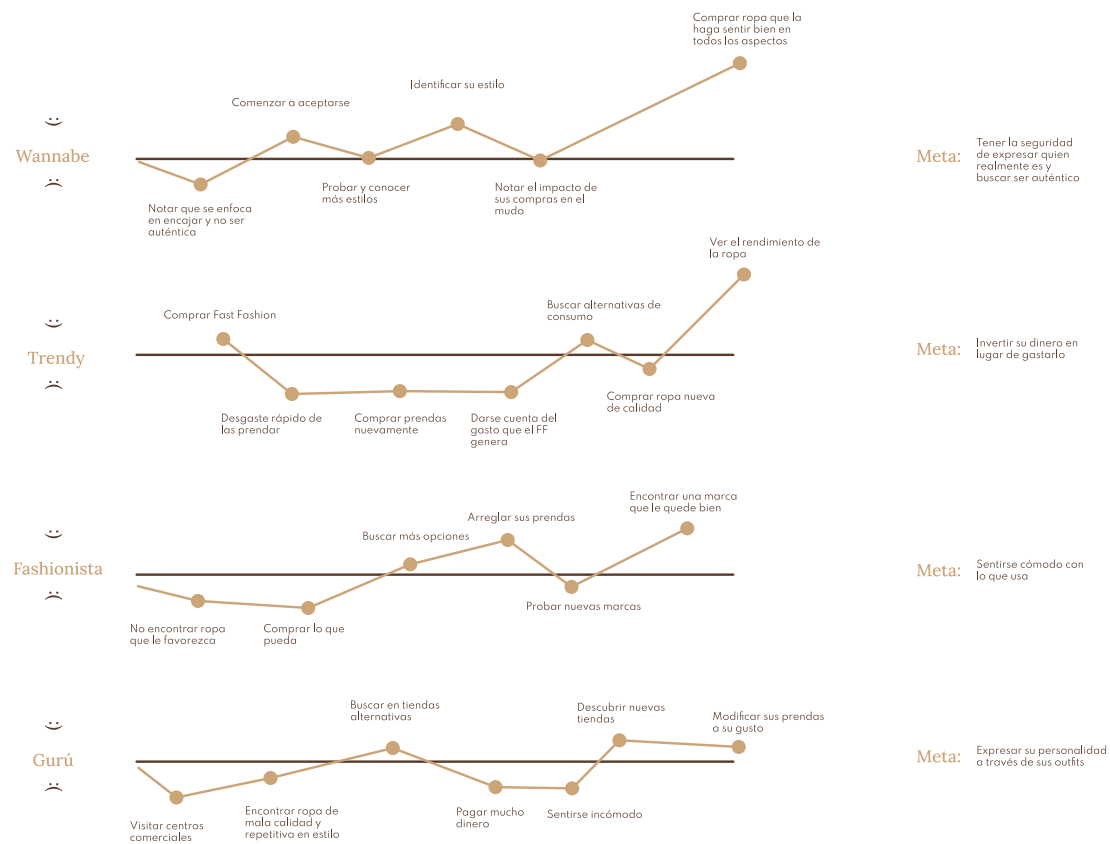 Comprar ropa que la
haga sentir bien en
todos los aspectos
Identificar su estilo
Comenzar a aceptarse
Wannabe
Probar y conocer
más estilos
Notar el impacto de
sus compras en el
mudo
Notar que se enfoca
en encajar y no ser
auténtica
Meta:
Tener la seguridad
de expresar quien
realmente es y
buscar ser auténtico
Ver el rendimiento de
la ropa
Buscar alternativas de
consumo
Comprar Fast Fashion
Trendy
Comprar ropa nueva
de calidad
Desgaste rápido de
las prendar
Comprar prendas
nuevamente
Darse cuenta del
gasto que el FF
genera
Meta:
Invertir su dinero en
lugar de gastarlo
Encontrar una marca
que le quede bien
Arreglar sus prendas
Buscar más opciones
Fashionista
Probar nuevas marcas
No encontrar ropa
que le favorezca
Comprar lo que
pueda
Meta:
Sentirse cómodo con
lo que usa
Buscar en tiendas
alternativas
Descubrir nuevas
tiendas
Modificar sus prendas
a su gusto
Gurú
Visitar centros
comerciales
Encontrar ropa de
mala calidad y
repetitiva en estilo
Pagar mucho
dinero
Sentirse incómodo
Meta:
Expresar su personalidad
a través de sus outfits